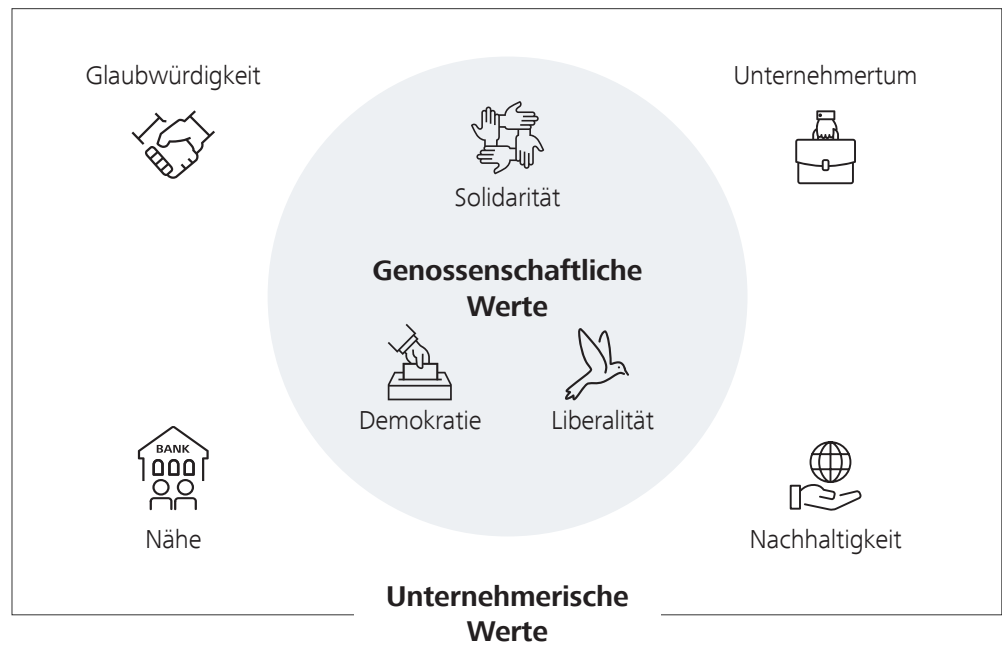 Glaubwürdigkeit
Unternehmertum
Solidarität
Genossenschaftliche
Werte
Demokratie
Liberalität
BANK
Nähe
Nachhaltigkeit
Unternehmerische
Werte